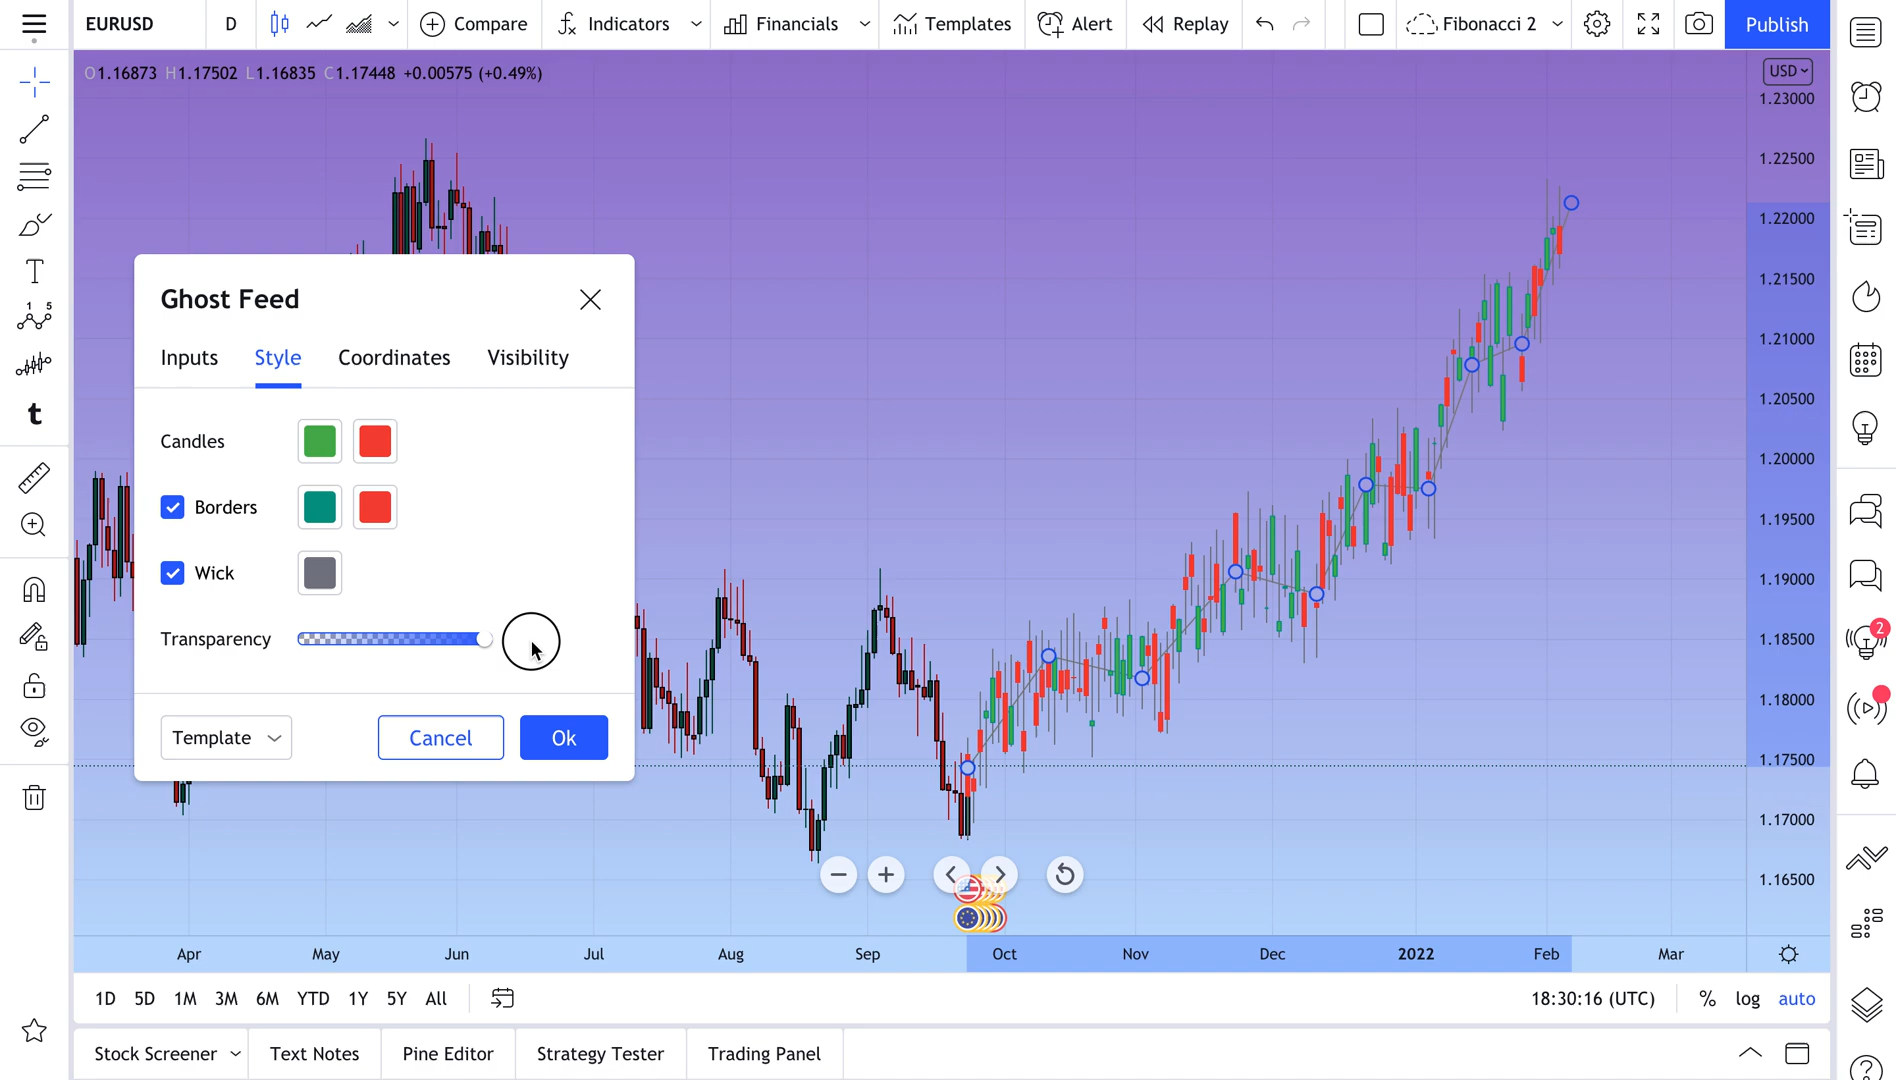 EURUSD D Compare Indicators Financials Templates Alert Replay Fibonacci 2 Publish
O1.16873 H1.17502 L1.16835 C1.17448 +0.00575 (+0.49%)
USD
1.23000
1.22500
1.22000
1.21500
1.21000
1.20500
1.20000
1.19500
1.19000
1.18500
1.18000
1.17500
1.17000
1.16500
T
1 5
t
2
Ghost Feed
Inputs Style Coordinates Visibility
Candles
Borders
Wick
Transparency
Template Cancel Ok
Apr May Jun Jul Aug Sep Oct Nov Dec 2022 Feb Mar
1D 5D 1M 3M 6M YTD 1Y 5Y All 18:30:16 (UTC) % log auto
Stock Screener Text Notes Pine Editor Strategy Tester Trading Panel